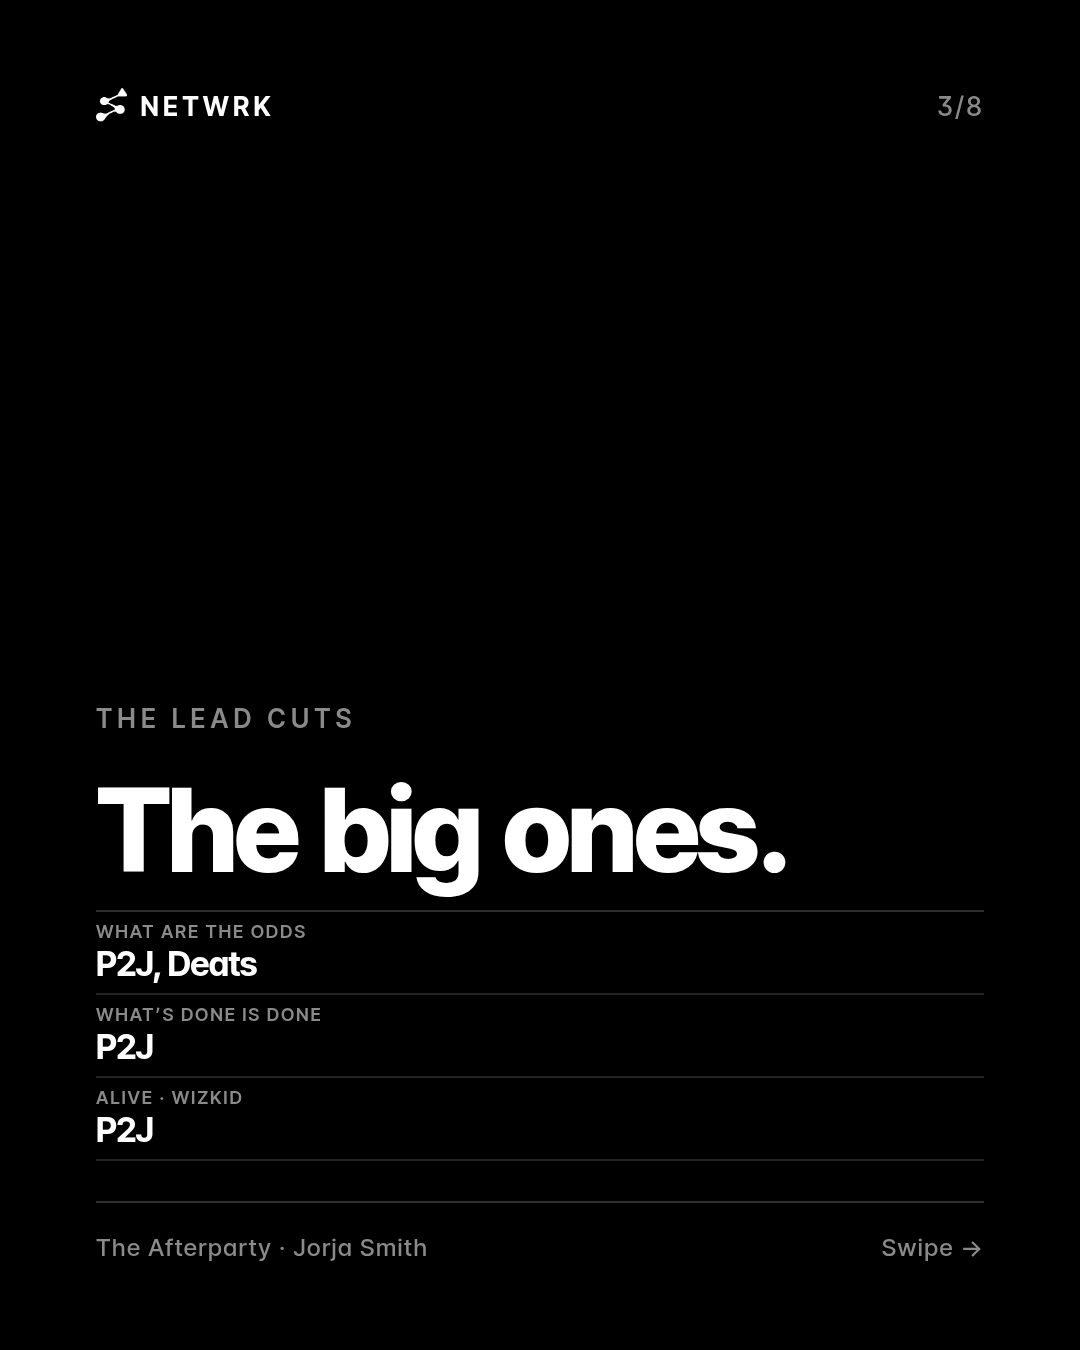 NETWRK
3/8
THE LEAD CUTS
The big ones.
WHAT ARE THE ODDS
P2J, Deats
WHAT’S DONE IS DONE
P2J
ALIVE · WIZKID
P2J
The Afterparty · Jorja Smith
Swipe →